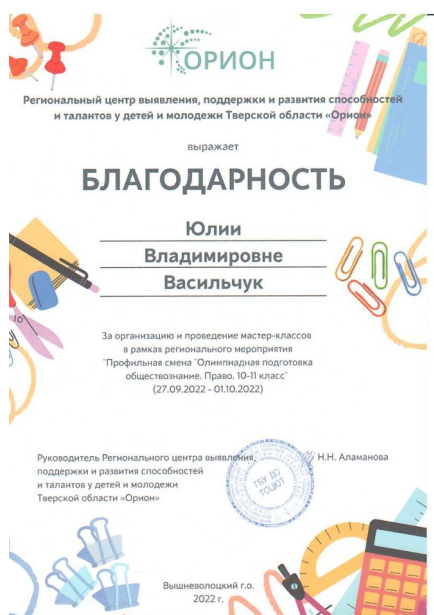 ОРИОН
Региональный центр выявления, поддержки и развития способностей
и талантов у детей и молодежи Тверской области «Орион»
выражает
БЛАГОДАРНОСТЬ
Юлии
Владимировне
Васильчук
За организацию и проведение мастер-классов
в рамках регионального мероприятия
"Профильная смена "Олимпиадная подготовка
обществознание. Право. 10-11 класс"
(27.09.2022 - 01.10.2022)
Руководитель Регионального центра выявления,
поддержки и развития способностей
и талантов у детей и молодежи
Тверской области «Орион»
Н.Н. Аламанова
ГБУ ДО
ТОЦЮТ
Вышневолоцкий г.о.
2022 г.